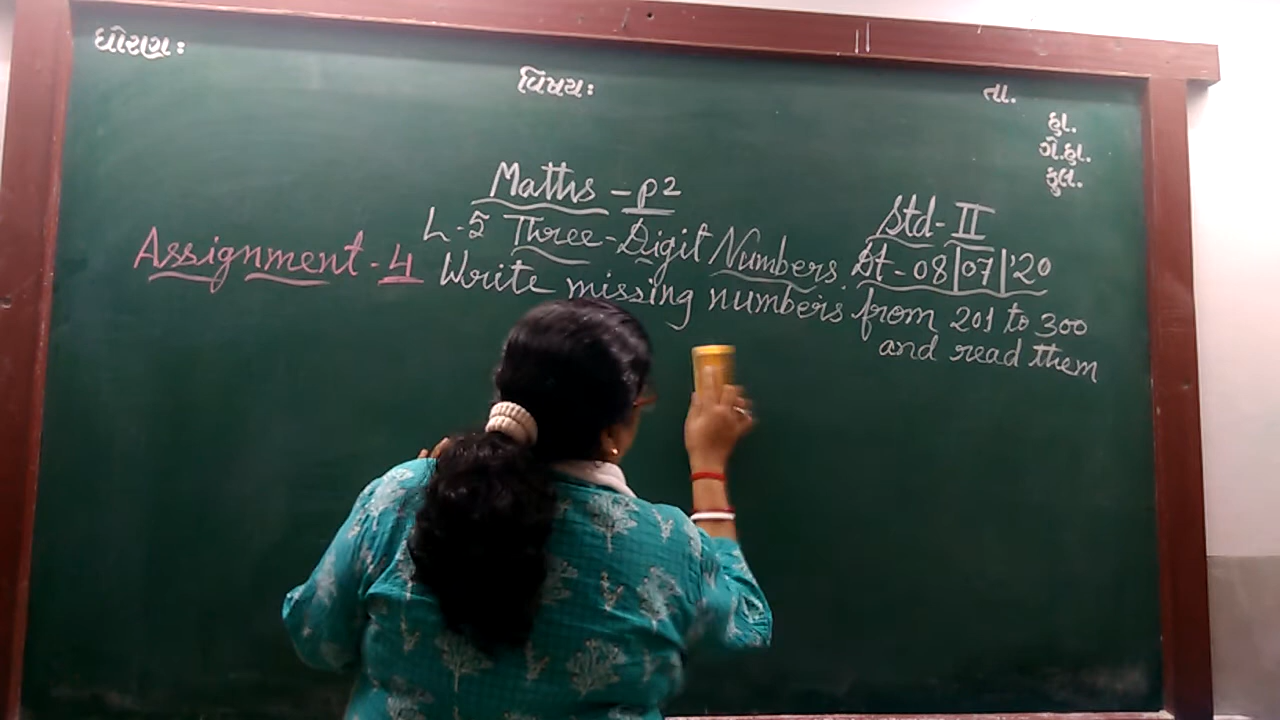 ધોરણ:
વિષય:
તા.
હા.
ગે.હા.
કુલ.
Maths - P2
Std - II
L-5 Three-Digit Numbers. Dt - 08|07|'20
Assignment - 4 Write missing numbers from 201 to 300
and read them